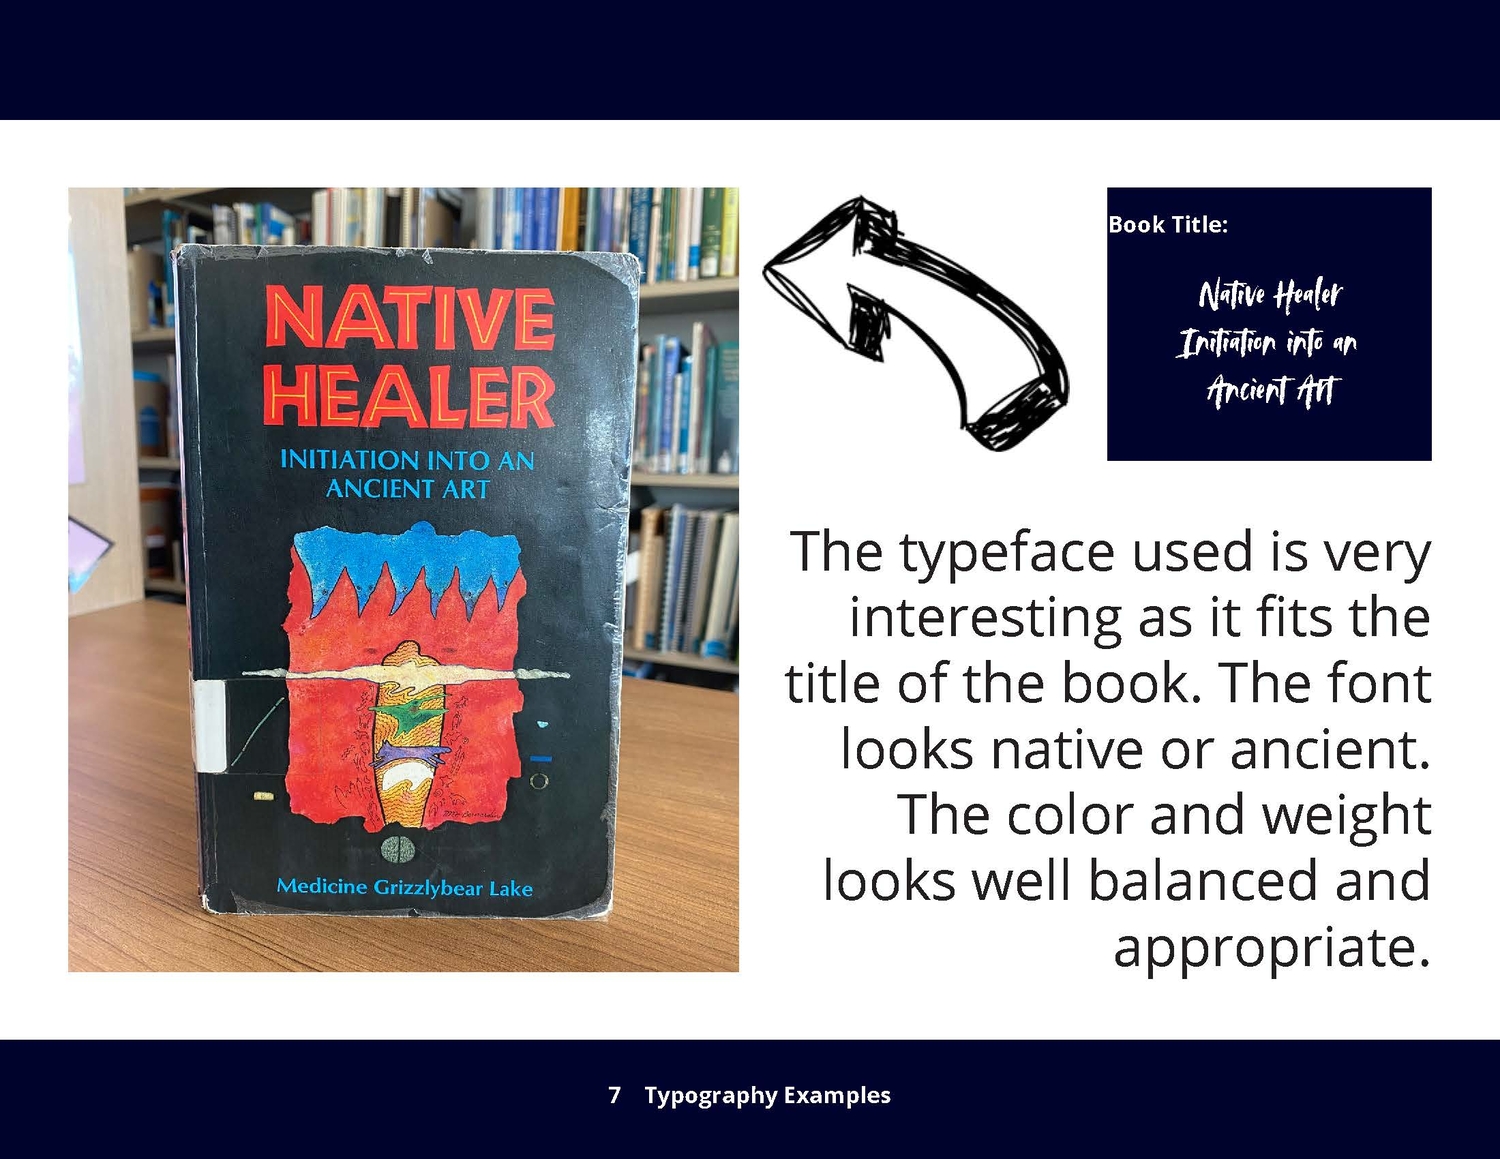 NATIVE
HEALER
INITIATION INTO AN
ANCIENT ART
Medicine Grizzlybear Lake
Book Title:
Native Healer
Initiation into an
Ancient Art
The typeface used is very
interesting as it fits the
title of the book. The font
looks native or ancient.
The color and weight
looks well balanced and
appropriate.
7 Typography Examples